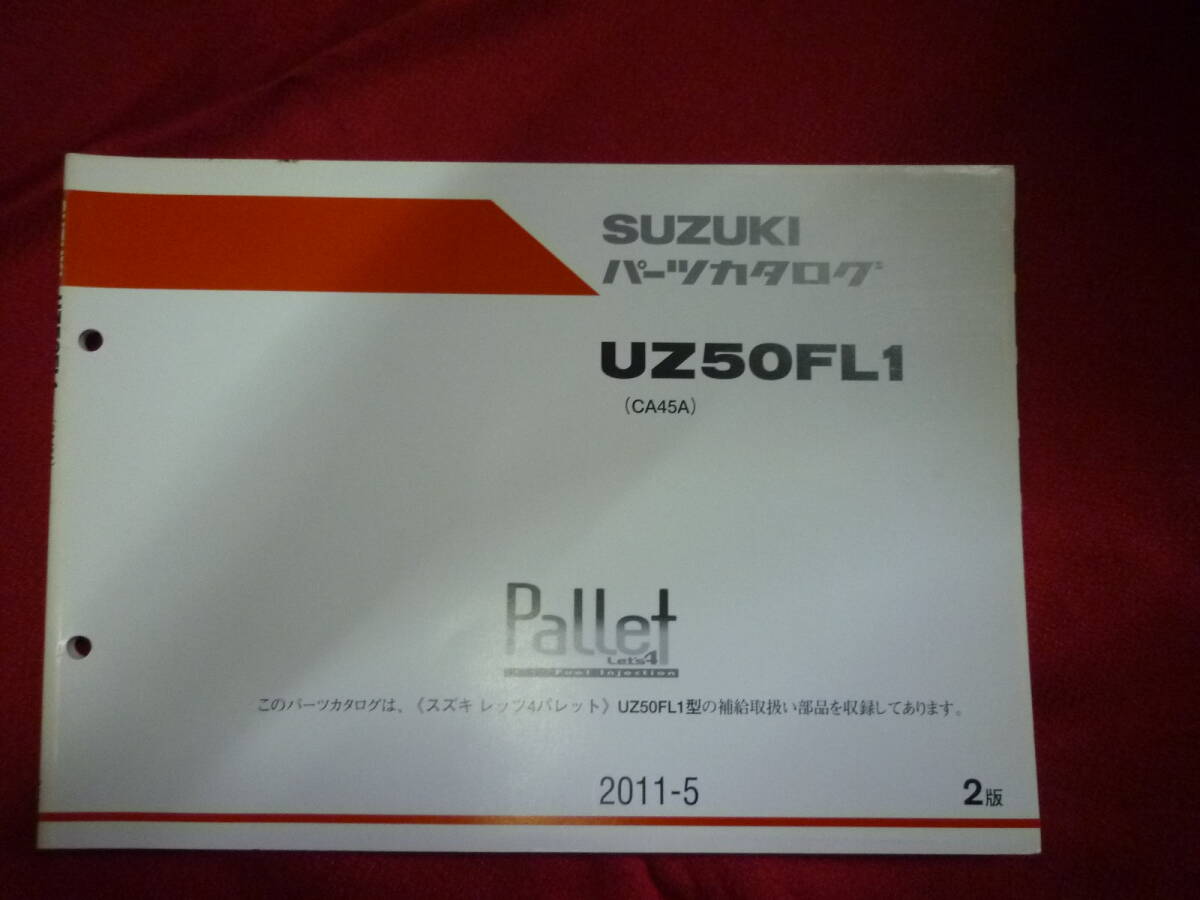 SUZUKI
パーツカタログ
UZ50FL1
(CA45A)
Pallet
Let's4
Fuel Injection
このパーツカタログは、《スズキ レッツ4パレット》UZ50FL1型の補給取扱い部品を収録してあります。
2011-5
2版